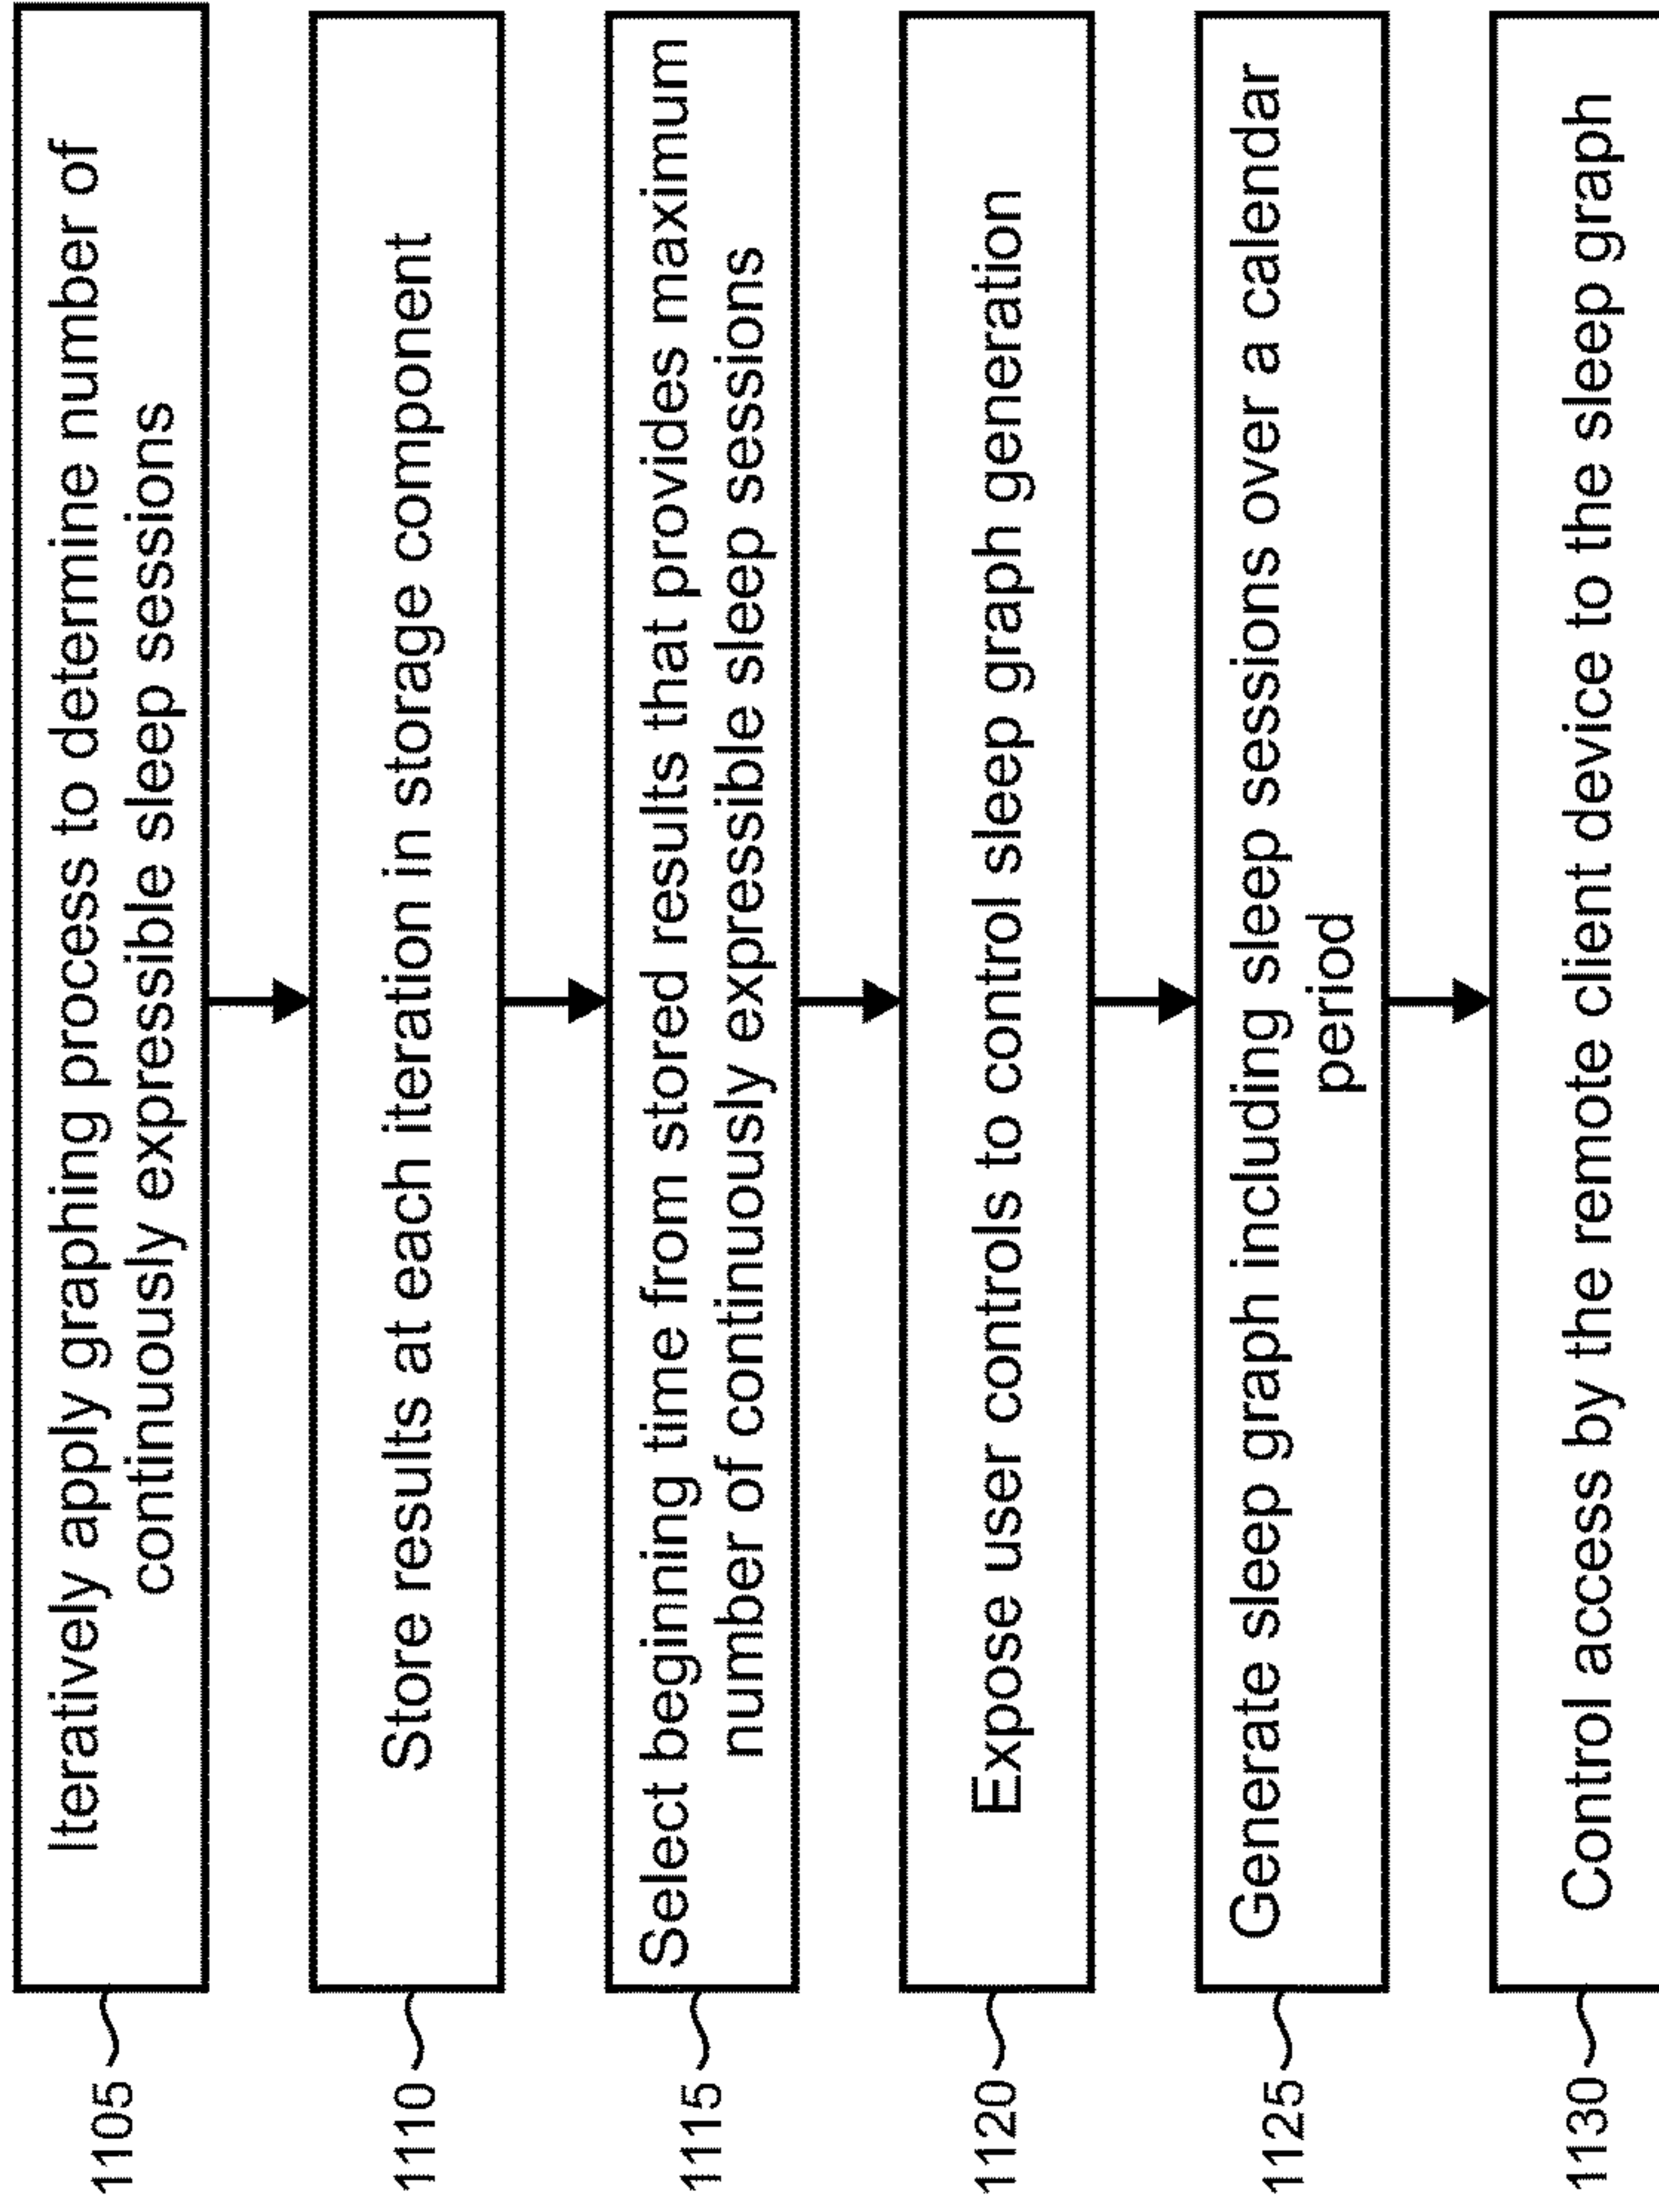 1105
Iteratively apply graphing process to determine number of
continuously expressible sleep sessions
1110
Store results at each iteration in storage component
1115
Select beginning time from stored results that provides maximum
number of continuously expressible sleep sessions
1120
Expose user controls to control sleep graph generation
1125
Generate sleep graph including sleep sessions over a calendar
period
1130
Control access by the remote client device to the sleep graph